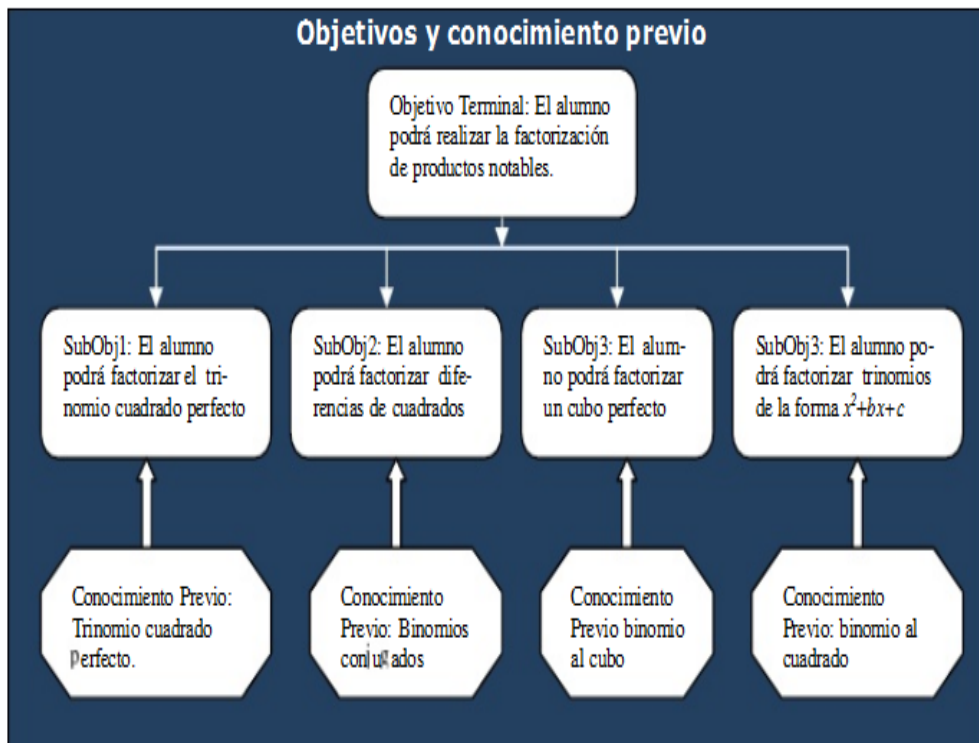 Objetivos y conocimiento previo
Objetivo Terminal: El alumno
podrá realizar la factorización
de productos notables.
SubObj1: El alumno
podrá factorizar el tri-
nomio cuadrado perfecto
SubObj2: El alumno
podrá factorizar dife-
rencias de cuadrados
SubObj3: El alum-
no podrá factorizar
un cubo perfecto
SubObj3: El alumno po-
drá factorizar trinomios
de la forma x²+bx+c
Conocimiento Previo:
Trinomio cuadrado
perfecto.
Conocimiento
Previo: Binomios
conjugados
Conocimiento
Previo binomio
al cubo
Conocimiento
Previo: binomio al
cuadrado